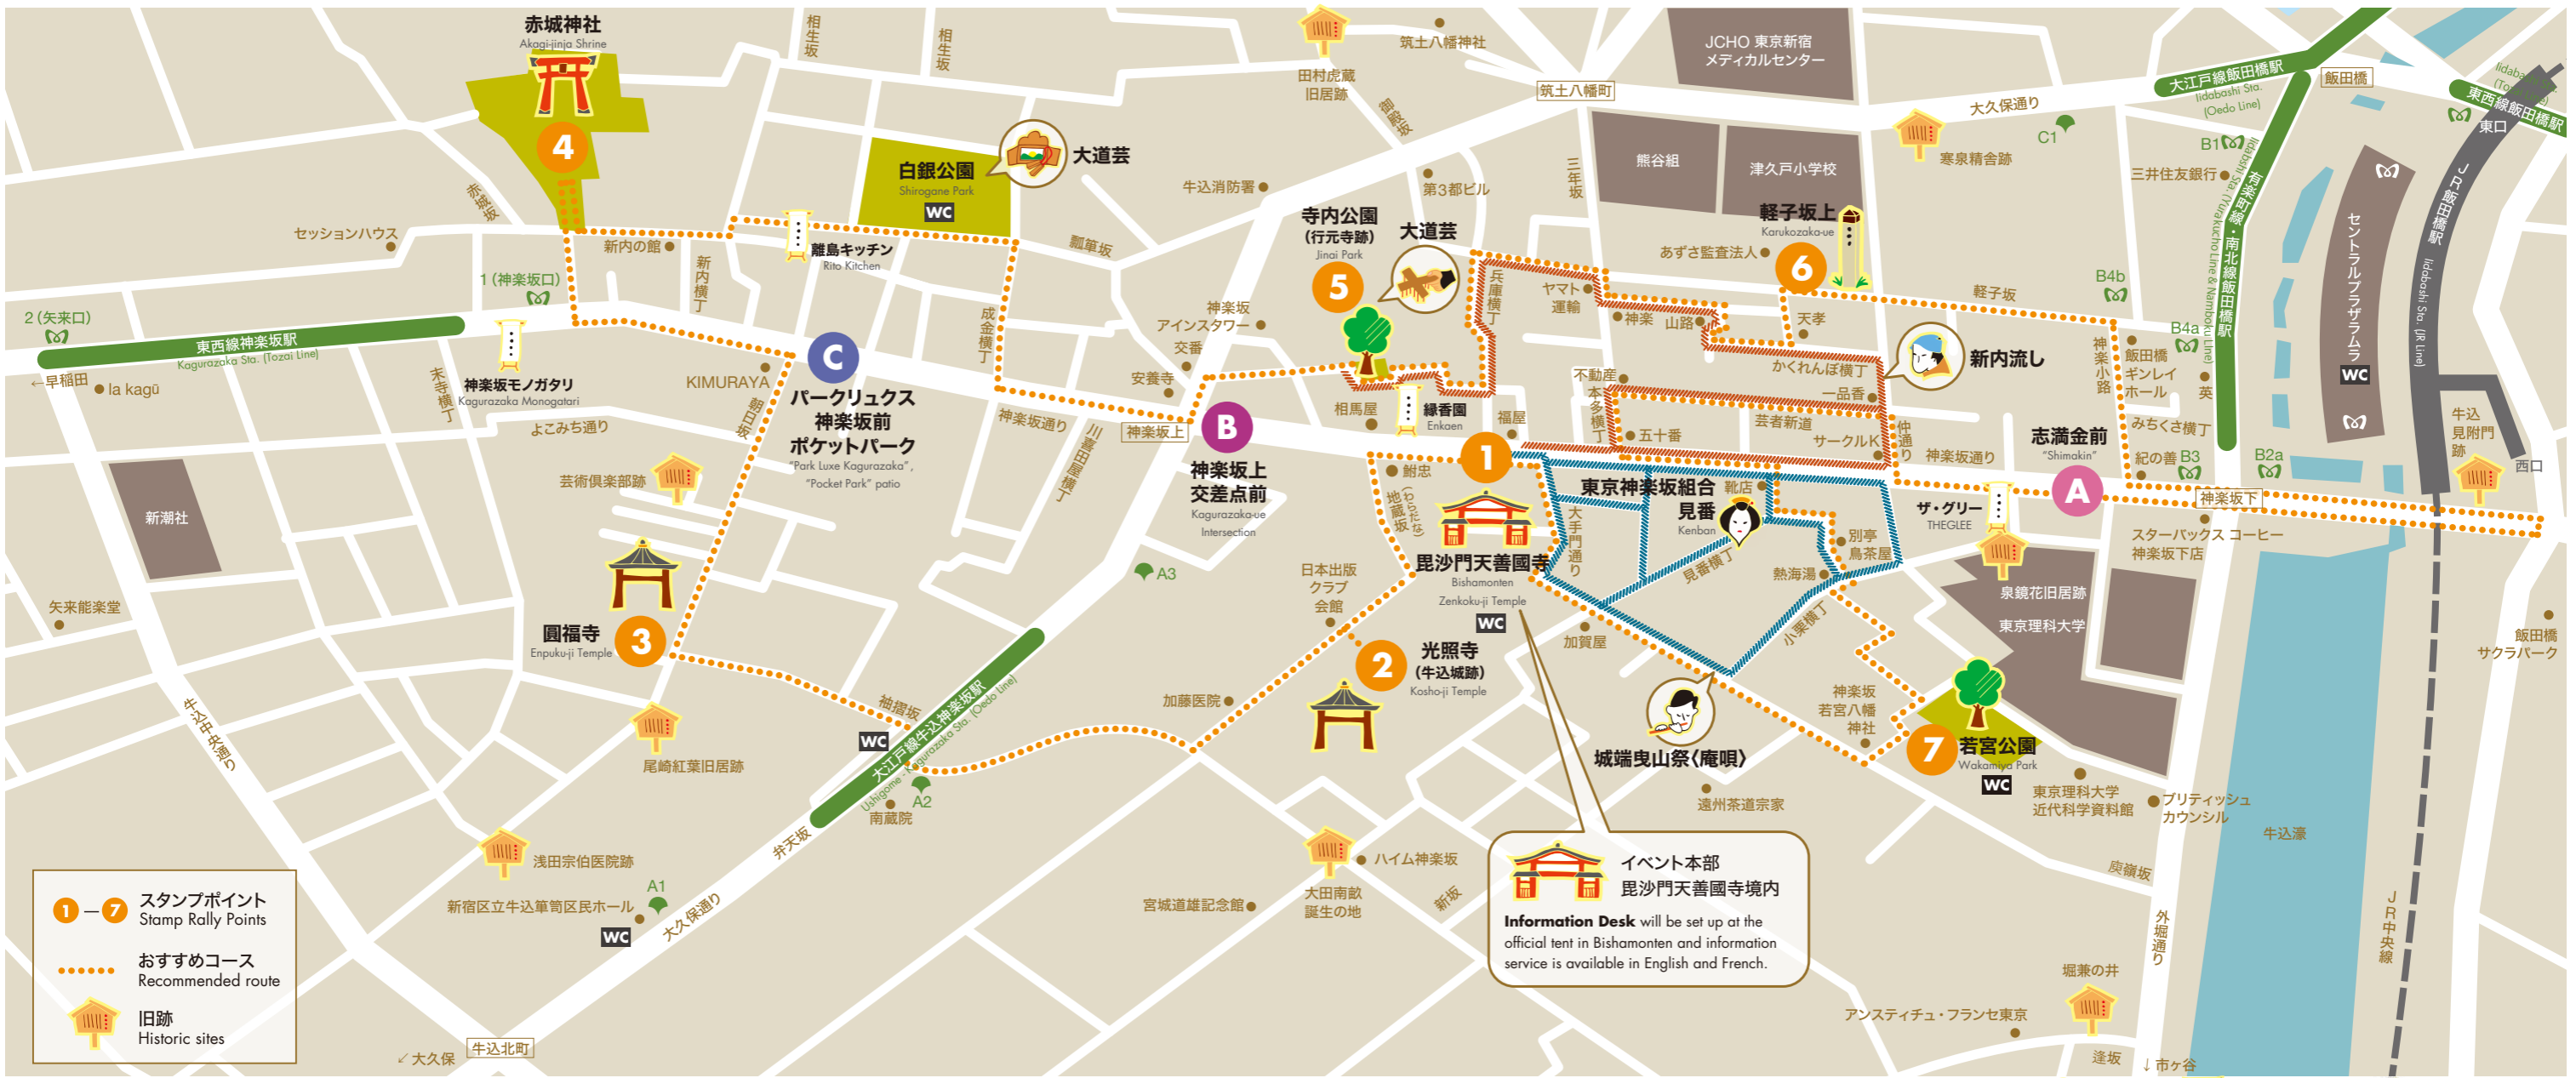 赤城神社
Akagi-jinja Shrine
4
赤城坂
相生坂
相生坂
白銀公園
Shirogane Park
WC
大道芸
田村虎蔵
旧居跡
筑土八幡神社
御殿坂
筑土八幡町
JCHO 東京新宿
メディカルセンター
熊谷組
津久戸小学校
三年坂
大久保通り
寒泉精舎跡
C1
大江戸線飯田橋駅
Iidabashi Sta.
(Oedo Line)
飯田橋
東西線飯田橋駅
東口
B1
三井住友銀行
有楽町線・南北線飯田橋駅
Iidabashi Sta. (Yurakucho Line & Namboku Line)
セントラルプラザラムラ
WC
JR飯田橋駅
Iidabashi Sta. (JR Line)
セッションハウス
新内の館
新内横丁
離島キッチン
Rito Kitchen
瓢箪坂
牛込消防署
第3都ビル
寺内公園
(行元寺跡)
Jinai Park
5
大道芸
兵庫横丁
ヤマト
運輸
神楽
山路
あずさ監査法人
軽子坂上
Karukozaka-ue
6
軽子坂
天孝
かくれんぼ横丁
一品香
新内流し
神楽小路
B4b
B4a
飯田橋
ギンレイ
ホール
英
みちくさ横丁
紀の善
B3
B2a
牛込
見附門
跡
西口
2 (矢来口)
1 (神楽坂口)
東西線神楽坂駅
Kagurazaka Sta. (Tozai Line)
←早稲田
la kagū
神楽坂モノガタリ
Kagurazaka Monogatari
末寺横丁
よこみち通り
KIMURAYA
朝日坂
C
パークリュクス
神楽坂前
ポケットパーク
"Park Luxe Kagurazaka",
"Pocket Park" patio
成金横丁
神楽坂通り
川喜田屋横丁
神楽坂
アインスタワー
交番
安養寺
神楽坂上
B
神楽坂上
交差点前
Kagurazaka-ue
Intersection
相馬屋
縁香園
Enkaen
福屋
不動産
本多横丁
五十番
芸者新道
サークルK
仲通り
神楽坂通り
志満金前
"Shimakin"
A
神楽坂下
スターバックス コーヒー
神楽坂下店
1
毘沙門天善國寺
Bishamonten
Zenkoku-ji Temple
WC
鮒忠
地蔵坂
(わらだな)
大手門通り
東京神楽坂組合
見番
Kenban
靴店
見番横丁
別亭
鳥茶屋
熱海湯
小栗横丁
ザ・グリー
THEGLEE
泉鏡花旧居跡
東京理科大学
新潮社
矢来能楽堂
芸術倶楽部跡
圓福寺
Enpuku-ji Temple
3
A3
日本出版
クラブ
会館
2
光照寺
(牛込城跡)
Kosho-ji Temple
加賀屋
城端曳山祭〈庵唄〉
遠州茶道宗家
神楽坂
若宮八幡
神社
7
若宮公園
Wakamiya Park
WC
東京理科大学
近代科学資料館
ブリティッシュ
カウンシル
飯田橋
サクラパーク
牛込濠
牛込中央通り
尾崎紅葉旧居跡
袖摺坂
WC
大江戸線牛込神楽坂駅
Ushigome - Kagurazaka Sta. (Oedo Line)
A2
南蔵院
弁天坂
加藤医院
浅田宗伯医院跡
A1
新宿区立牛込箪笥区民ホール
WC
大久保通り
宮城道雄記念館
大田南畝
誕生の地
ハイム神楽坂
新坂
イベント本部
毘沙門天善國寺境内
Information Desk will be set up at the
official tent in Bishamonten and information
service is available in English and French.
庾嶺坂
外堀通り
JR中央線
堀兼の井
アンスティチュ・フランセ東京
逢坂
↓市ヶ谷
1 — 7
スタンプポイント
Stamp Rally Points
おすすめコース
Recommended route
旧跡
Historic sites
↙大久保
牛込北町